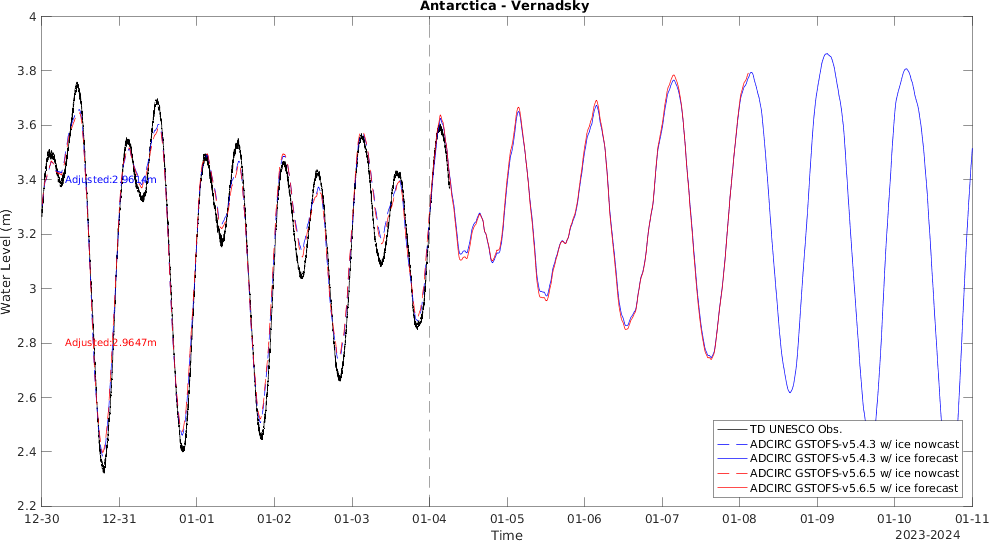 Antarctica - Vernadsky
4
3.8
3.6
3.4
3.2
3
2.8
2.6
2.4
2.2
Water Level (m)
Adjusted:2.9614m
Adjusted:2.9647m
TD UNESCO Obs.
ADCIRC GSTOFS-v5.4.3 w/ ice nowcast
ADCIRC GSTOFS-v5.4.3 w/ ice forecast
ADCIRC GSTOFS-v5.6.5 w/ ice nowcast
ADCIRC GSTOFS-v5.6.5 w/ ice forecast
12-30 12-31 01-01 01-02 01-03 01-04 01-05 01-06 01-07 01-08 01-09 01-10 01-11
Time
2023-2024